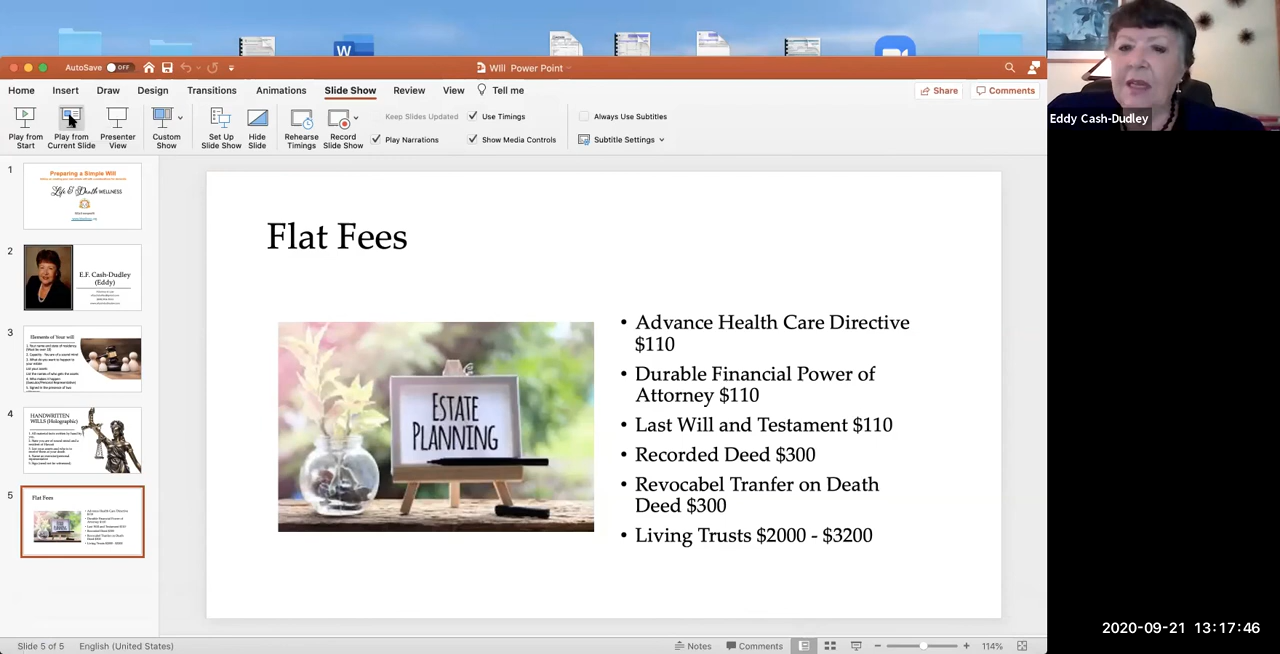 W
AutoSave OFF
Will Power Point
Home Insert Draw Design Transitions Animations Slide Show Review View Tell me
Share Comments
Play from Start
Play from Current Slide
Presenter View
Custom Show
Set Up Slide Show
Hide Slide
Rehearse Timings
Record Slide Show
Keep Slides Updated
Use Timings
Play Narrations
Show Media Controls
Always Use Subtitles
Subtitle Settings
Eddy Cash-Dudley
1
Preparing a Simple Will
Life & Death WELLNESS
2
E.F. Cash-Dudley
(Eddy)
3
Elements of Your will
4
HANDWRITTEN
WILLS (Holographic)
5
Flat Fees
Flat Fees
ESTATE
PLANNING
• Advance Health Care Directive
$110
• Durable Financial Power of
Attorney $110
• Last Will and Testament $110
• Recorded Deed $300
• Revocabel Tranfer on Death
Deed $300
• Living Trusts $2000 - $3200
2020-09-21 13:17:46
Slide 5 of 5 English (United States)
Notes Comments 114%